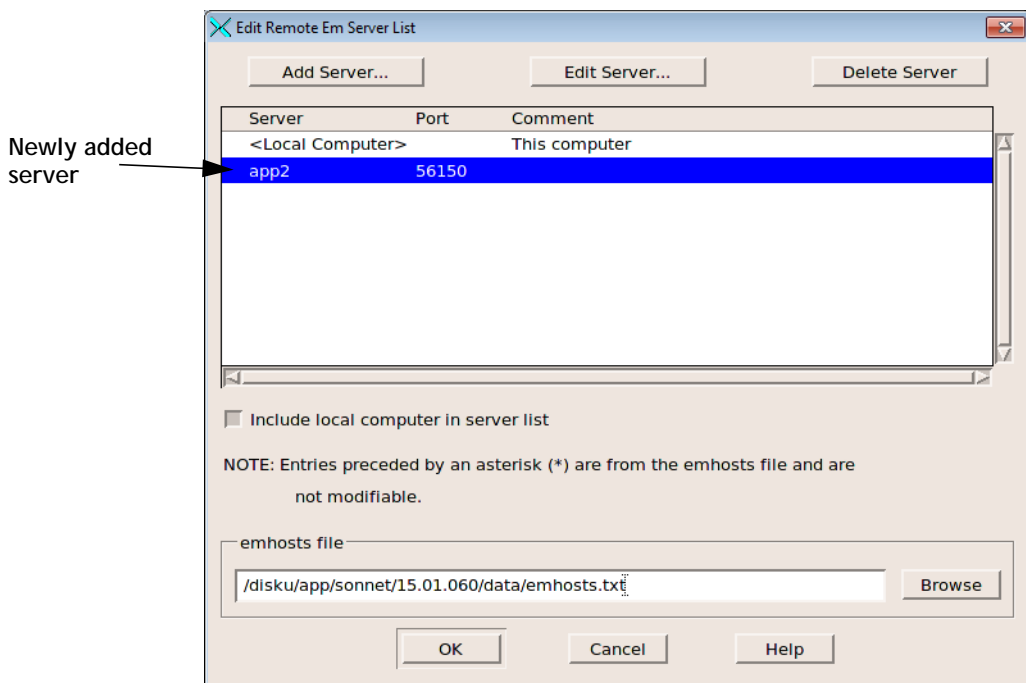 Edit Remote Em Server List
Add Server... Edit Server... Delete Server
Server Port Comment
<Local Computer> This computer
Newly added
server
app2 56150
Include local computer in server list
NOTE: Entries preceded by an asterisk (*) are from the emhosts file and are
not modifiable.
emhosts file
/disku/app/sonnet/15.01.060/data/emhosts.txt
Browse
OK Cancel Help